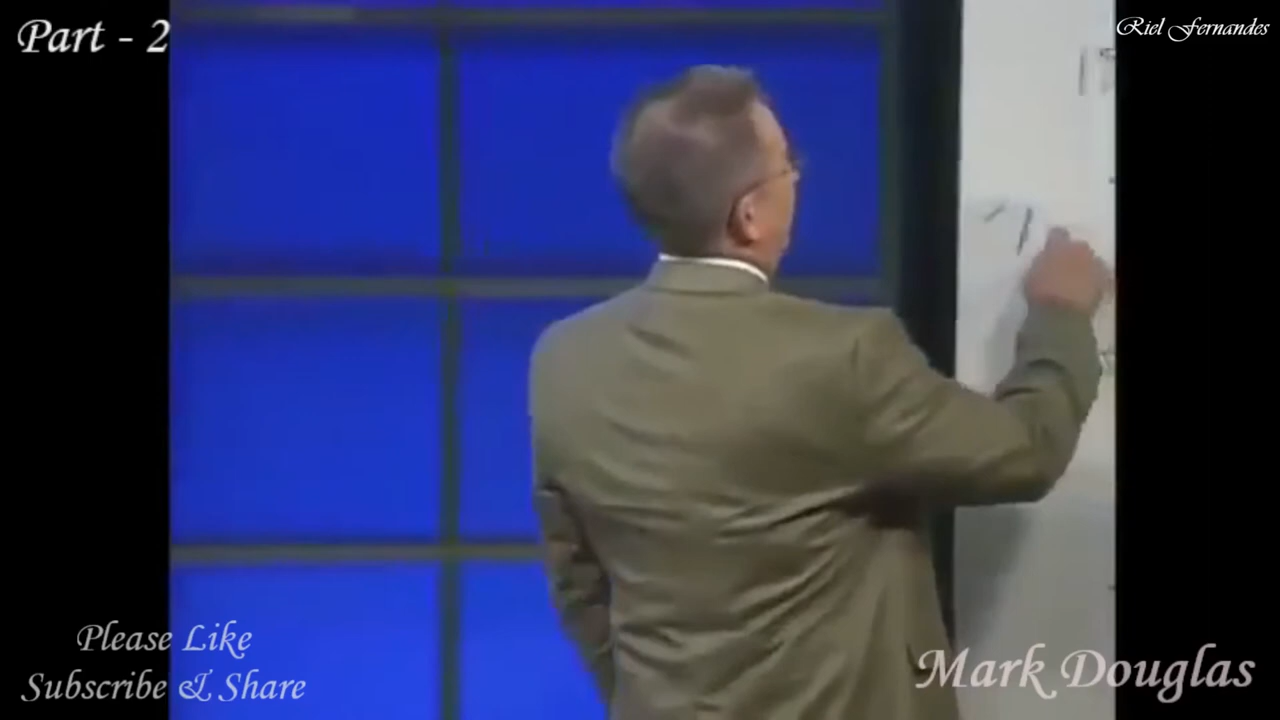 Part - 2
Riel Fernandes
Please Like
Subscribe & Share
Mark Douglas